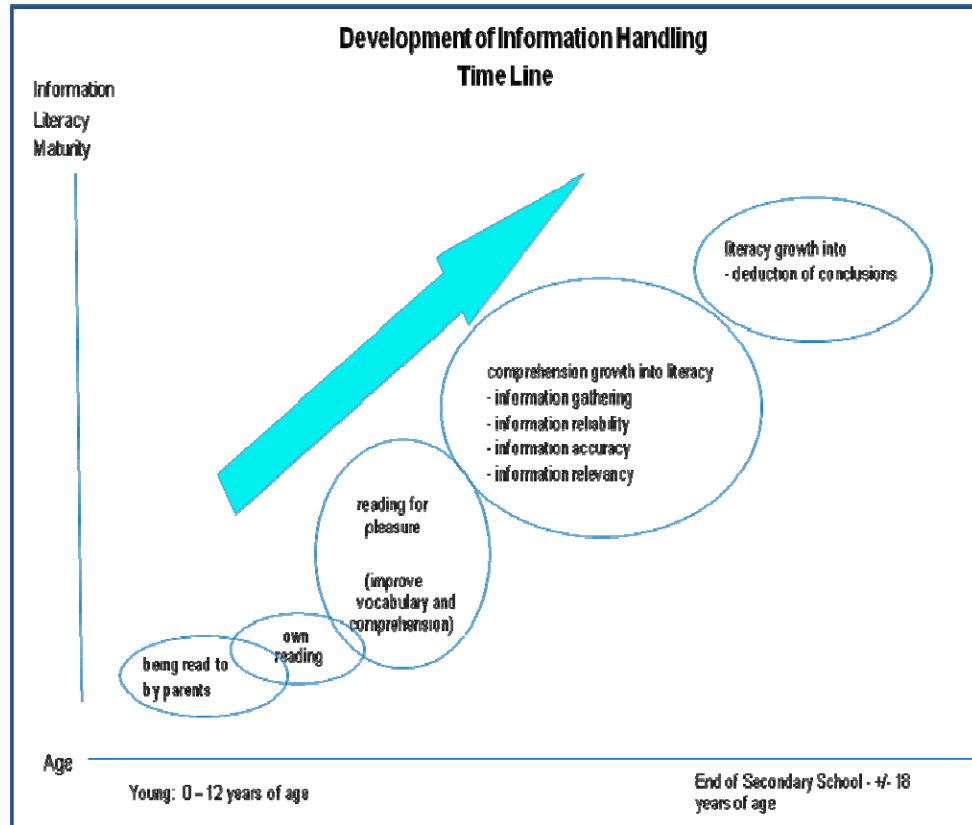 Development of Information Handling
Time Line
Information
Literacy
Maturity
literacy growth into
- deduction of conclusions
comprehension growth into literacy
- information gathering
- information reliability
- information accuracy
- information relevancy
reading for
pleasure
(improve
vocabulary and
comprehension)
own
reading
being read to
by parents
Age
Young: 0 – 12 years of age
End of Secondary School - +/- 18
years of age